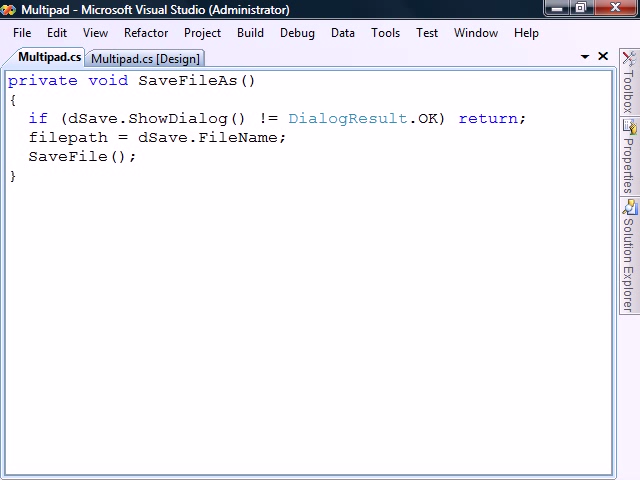 Multipad - Microsoft Visual Studio (Administrator)
File Edit View Refactor Project Build Debug Data Tools Test Window Help
Multipad.cs Multipad.cs [Design]
private void SaveFileAs()
{
if (dSave.ShowDialog() != DialogResult.OK) return;
filepath = dSave.FileName;
SaveFile();
}
Toolbox
Properties
Solution Explorer